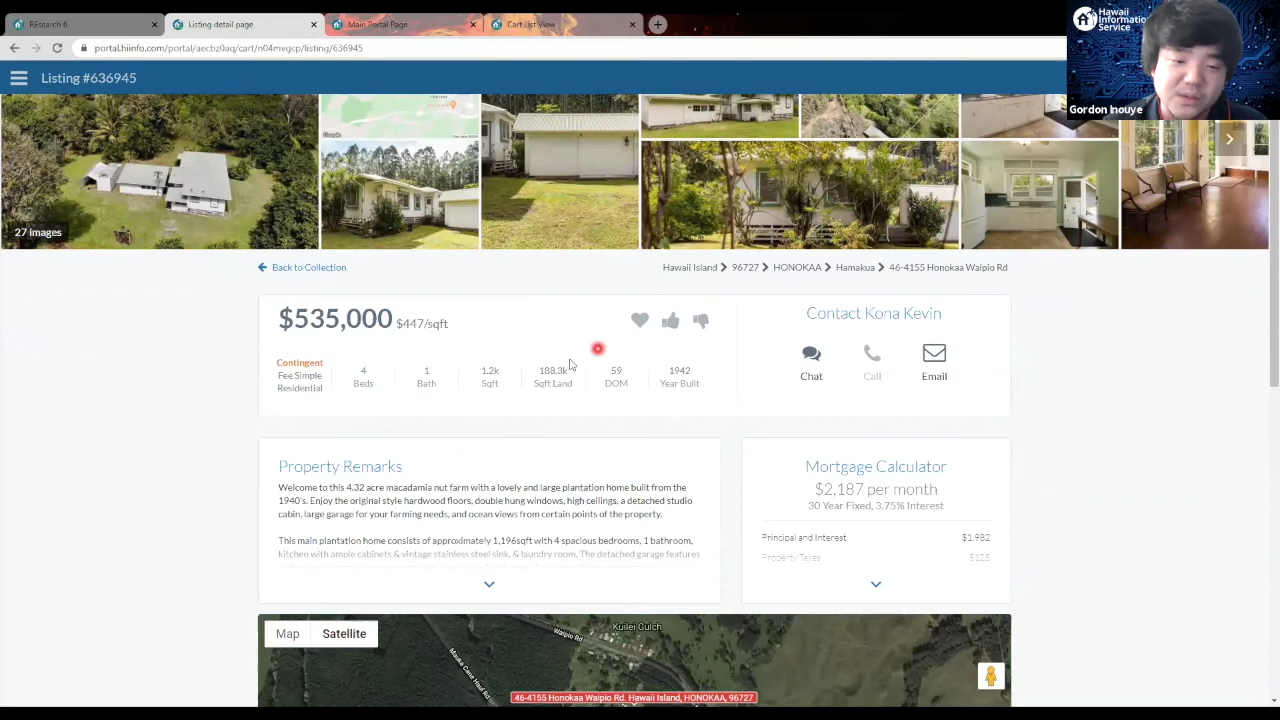 REsearch 6
Listing detail page
Main Portal Page
Cart List View
portal.hiinfo.com/portal/aecbz0aq/cart/n04mvgcp/listing/636945
Hawaii
Information
Service
Gordon Inouye
Listing #636945
27 images
Back to Collection
Hawaii Island > 96727 > HONOKAA > Hamakua > 46-4155 Honokaa Waipio Rd
$535,000 $447/sqft
Contingent
Fee Simple
Residential
4
Beds
1
Bath
1.2k
Sqft
188.3k
Sqft Land
59
DOM
1942
Year Built
Contact Kona Kevin
Chat
Call
Email
Property Remarks
Welcome to this 4.32 acre macadamia nut farm with a lovely and large plantation home built from the
1940's. Enjoy the original style hardwood floors, double hung windows, high ceilings, a detached studio
cabin, large garage for your farming needs, and ocean views from certain points of the property.
This main plantation home consists of approximately 1,196sqft with 4 spacious bedrooms, 1 bathroom,
kitchen with ample cabinets & vintage stainless steel sink, & laundry room. The detached garage features
Mortgage Calculator
$2,187 per month
30 Year Fixed, 3.75% Interest
Principal and Interest $1,982
Property Taxes $125
Map
Satellite
Kuilei Gulch
Waipio Rd
Mauka Cane Haul Rd
46-4155 Honokaa Waipio Rd. Hawaii Island, HONOKAA, 96727